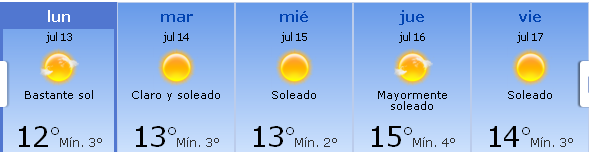 lun mar mié jue vie
jul 13 jul 14 jul 15 jul 16 jul 17
Bastante sol Claro y soleado Soleado Mayormente soleado Soleado
12° Mín. 3° 13° Mín. 3° 13° Mín. 2° 15° Mín. 4° 14° Mín. 3°